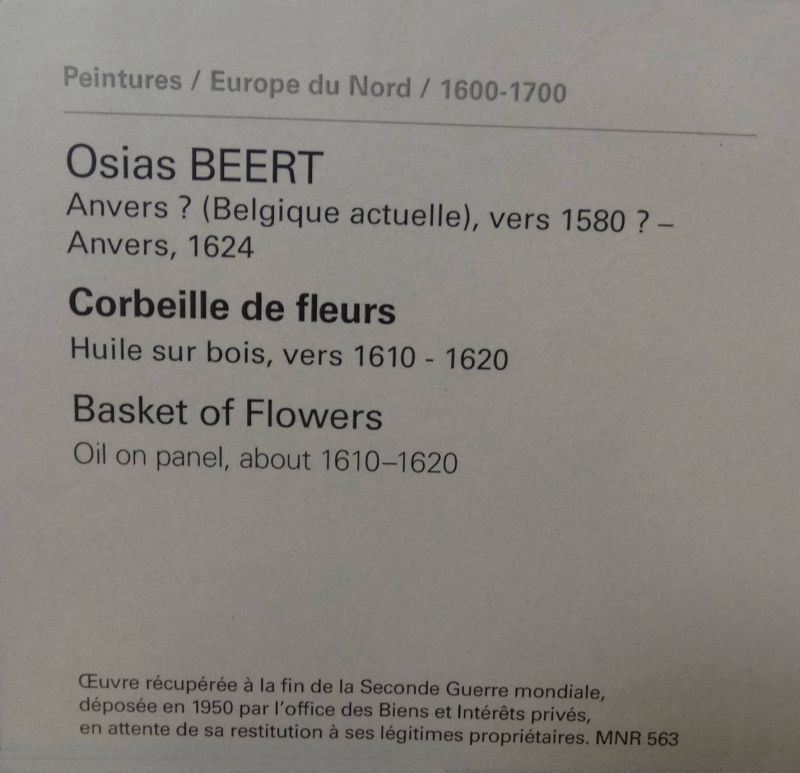 Peintures / Europe du Nord / 1600-1700
Osias BEERT
Anvers ? (Belgique actuelle), vers 1580 ? –
Anvers, 1624
Corbeille de fleurs
Huile sur bois, vers 1610 - 1620
Basket of Flowers
Oil on panel, about 1610–1620
Œuvre récupérée à la fin de la Seconde Guerre mondiale,
déposée en 1950 par l'office des Biens et Intérêts privés,
en attente de sa restitution à ses légitimes propriétaires. MNR 563